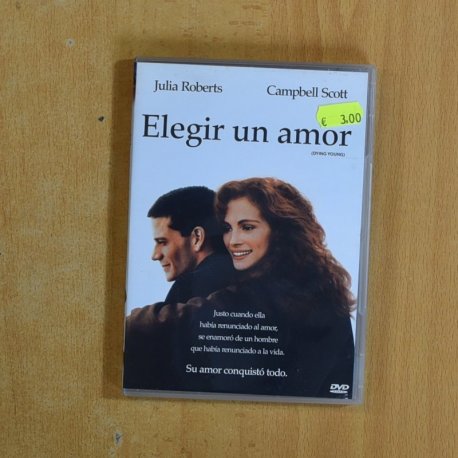 Julia Roberts Campbell Scott
€ 3.00
Elegir un amor
(DYING YOUNG)
Justo cuando ella
había renunciado al amor,
se enamoró de un hombre
que había renunciado a la vida.
Su amor conquistó todo.
DVD